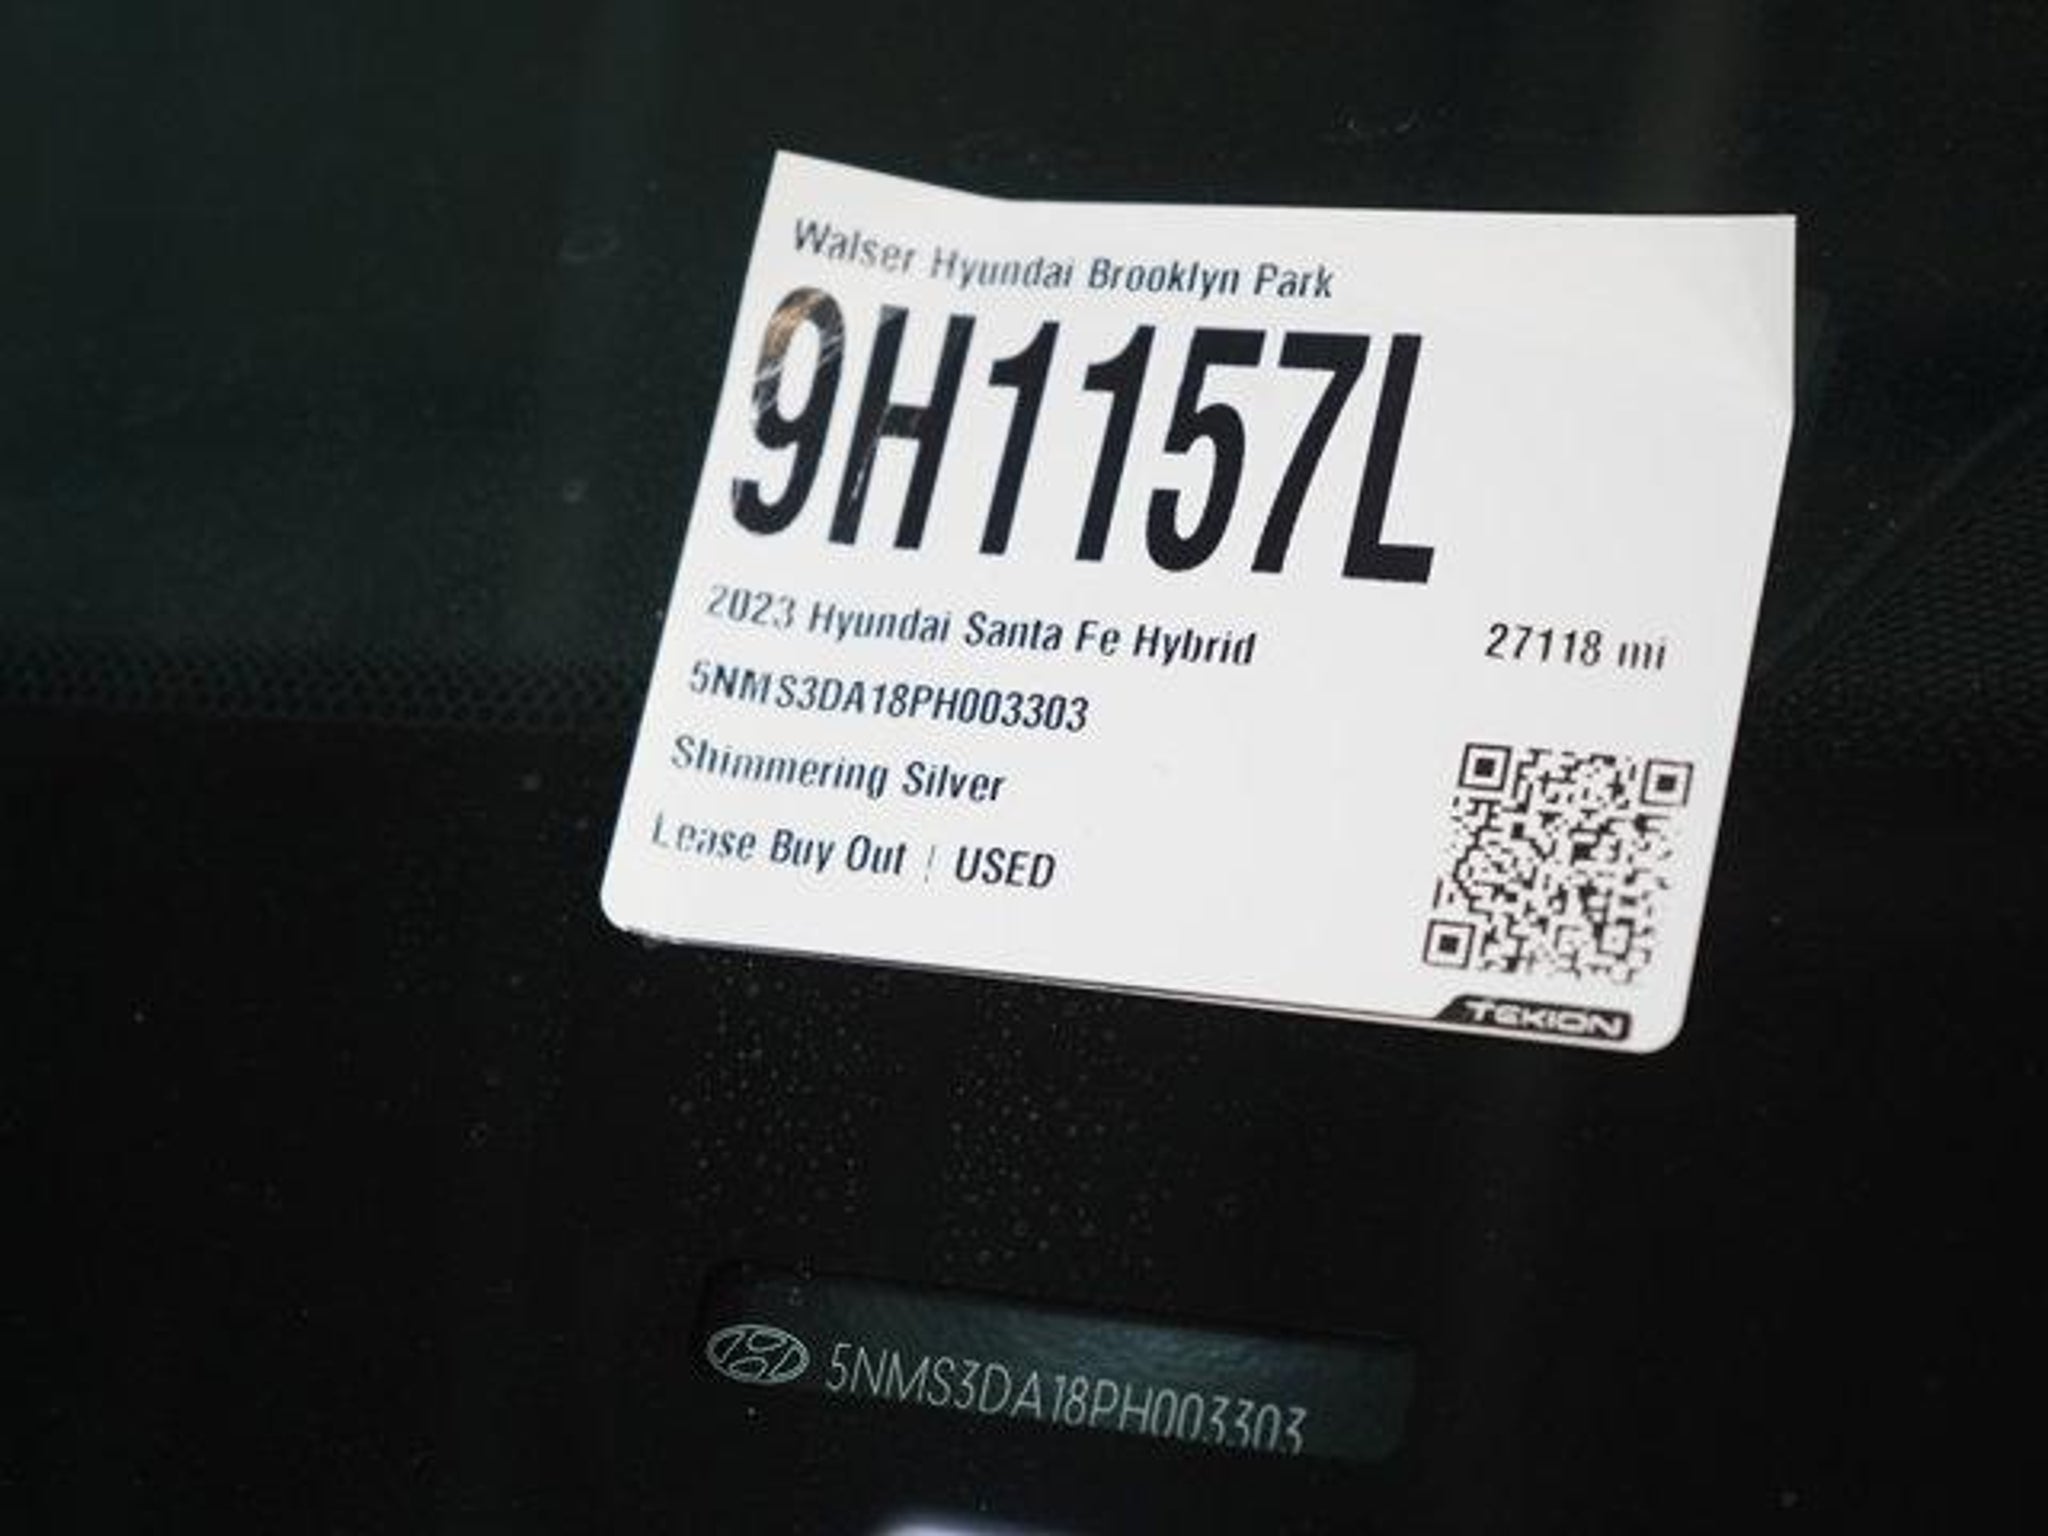 Walser Hyundai Brooklyn Park
9H1157L
2023 Hyundai Santa Fe Hybrid 27118 mi
5NMS3DA18PH003303
Shimmering Silver
Lease Buy Out | USED
TEKION
5NMS3DA18PH003303